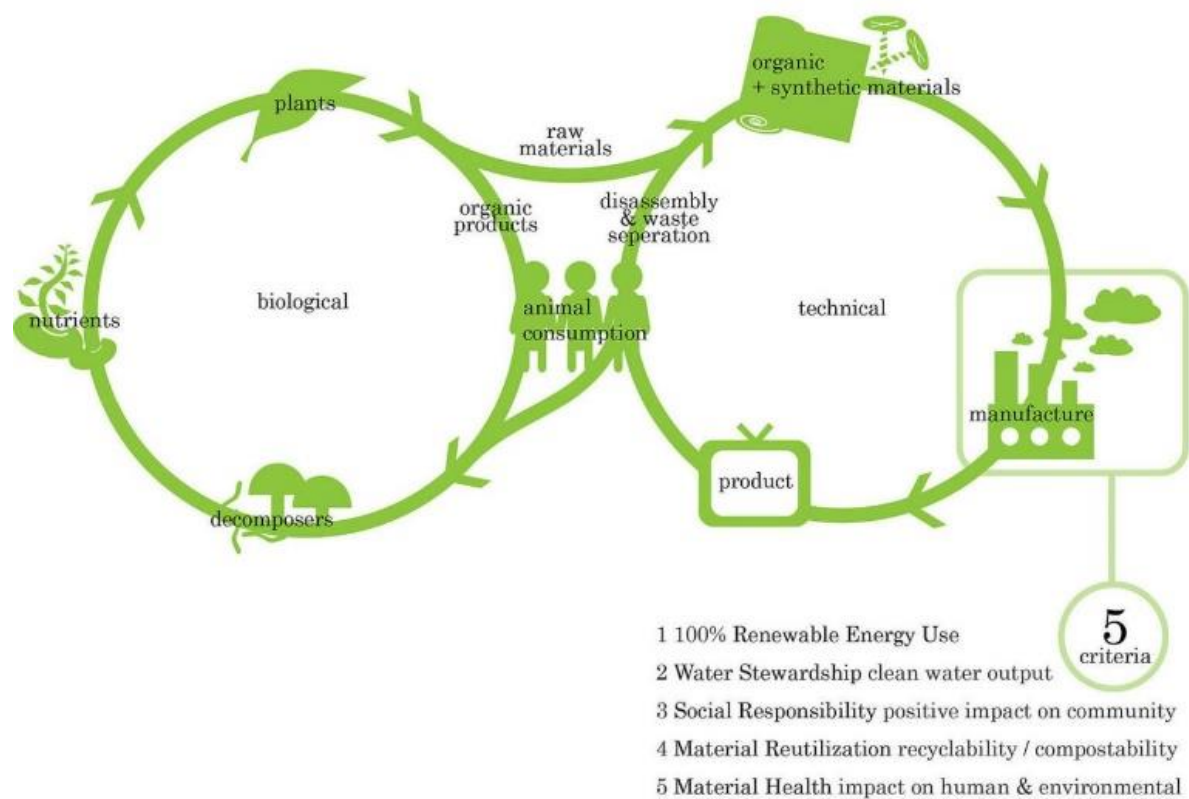 plants
raw
materials
organic
+ synthetic materials
organic
products
disassembly
& waste
seperation
nutrients
biological
animal
consumption
technical
manufacture
product
decomposers
5
criteria
1 100% Renewable Energy Use
2 Water Stewardship clean water output
3 Social Responsibility positive impact on community
4 Material Reutilization recyclability / compostability
5 Material Health impact on human & environmental